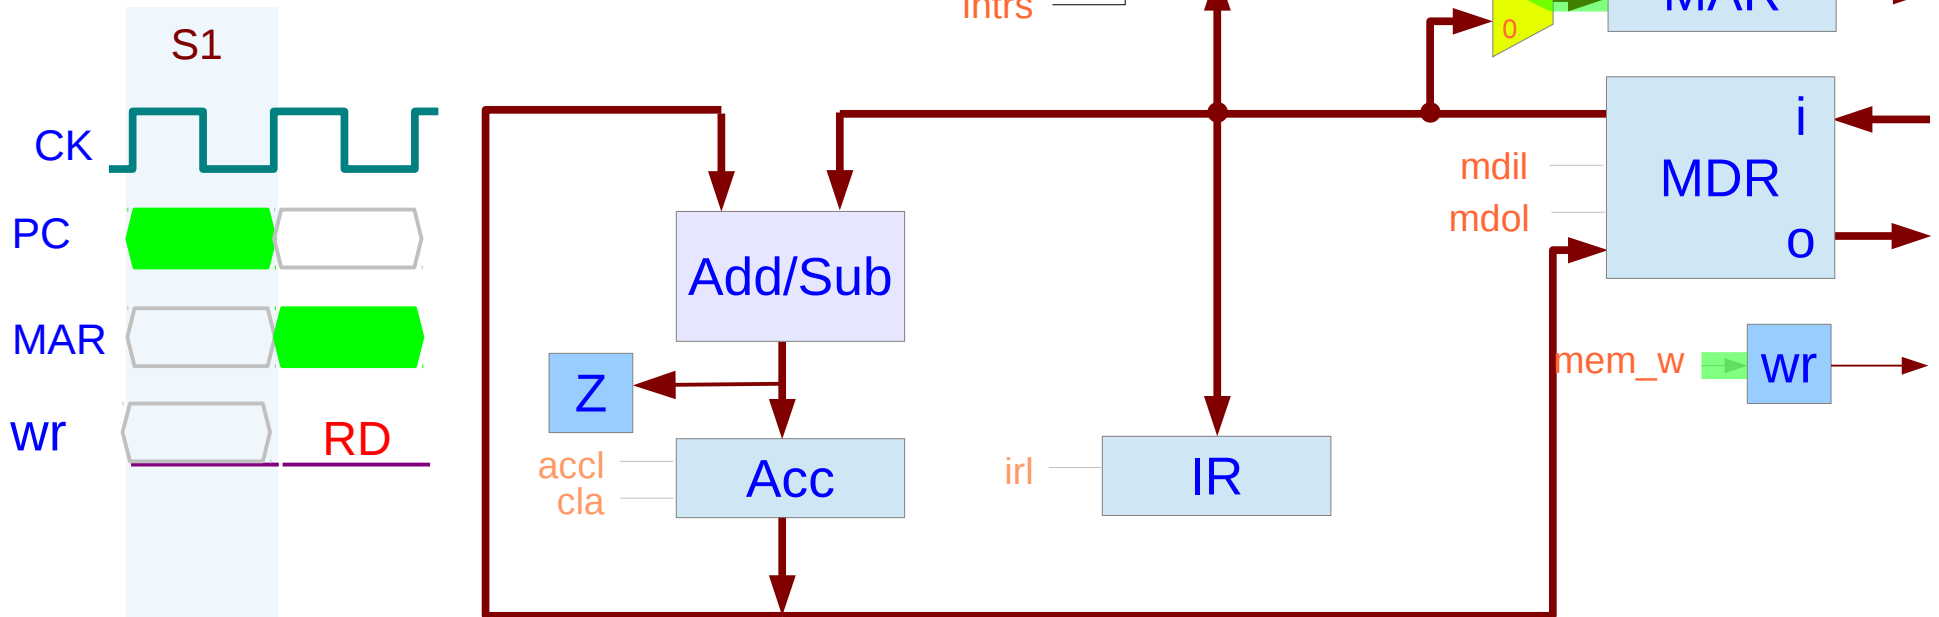 intrs
MAR
0
S1
CK
i
mdil
MDR
mdol
PC
o
Add/Sub
MAR
mem_w
wr
Z
wr
RD
accl
Acc
irl
IR
cla